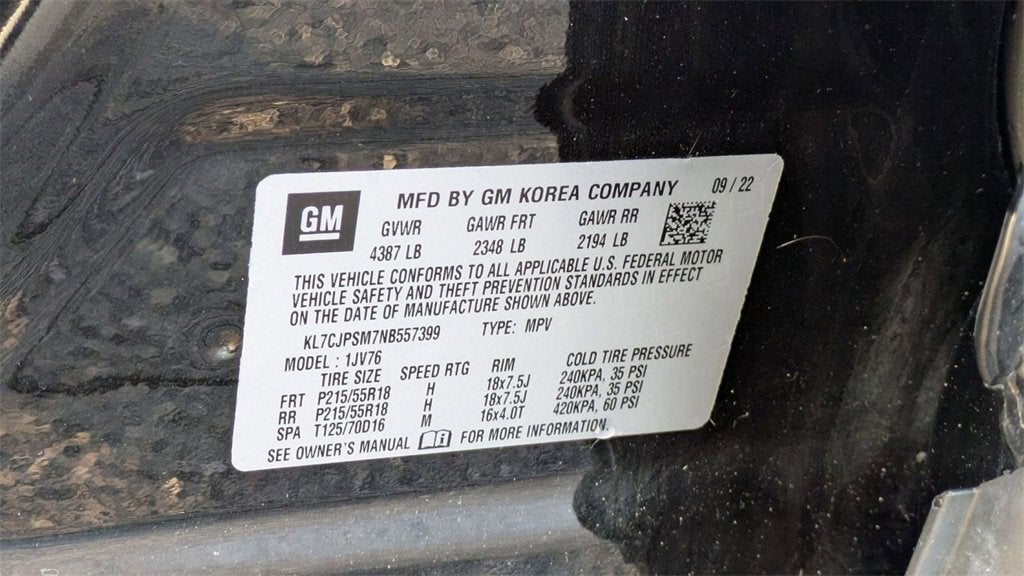 GM
MFD BY GM KOREA COMPANY 09 / 22
GVWR GAWR FRT GAWR RR
4387 LB 2348 LB 2194 LB
THIS VEHICLE CONFORMS TO ALL APPLICABLE U.S. FEDERAL MOTOR
VEHICLE SAFETY AND THEFT PREVENTION STANDARDS IN EFFECT
ON THE DATE OF MANUFACTURE SHOWN ABOVE.
KL7CJPSM7NB557399 TYPE: MPV
MODEL : 1JV76
TIRE SIZE SPEED RTG RIM COLD TIRE PRESSURE
FRT P215/55R18 H 18x7.5J 240KPA, 35 PSI
RR P215/55R18 H 18x7.5J 240KPA, 35 PSI
SPA T125/70D16 M 16x4.0T 420KPA, 60 PSI
SEE OWNER'S MANUAL FOR MORE INFORMATION.